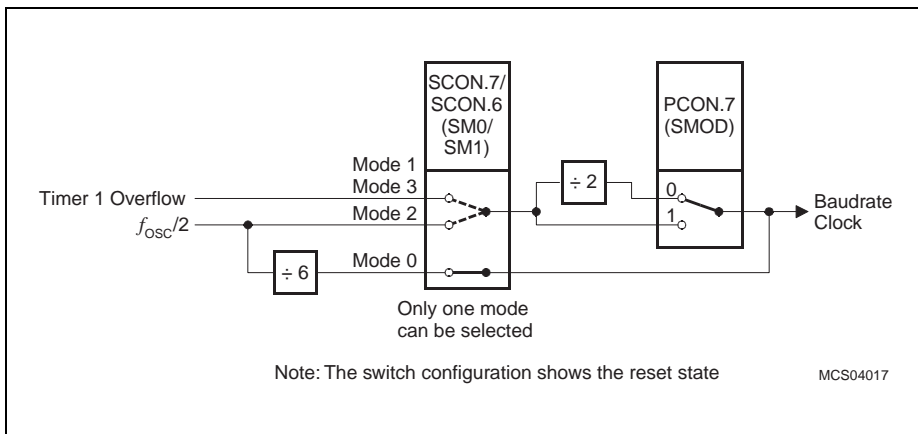 SCON.7/
SCON.6
(SM0/
SM1)
PCON.7
(SMOD)
Mode 1
Mode 3
Timer 1 Overflow
÷ 2
0
Baudrate
Clock
Mode 2
fOSC/2
1
Mode 0
÷ 6
Only one mode
can be selected
Note: The switch configuration shows the reset state
MCS04017